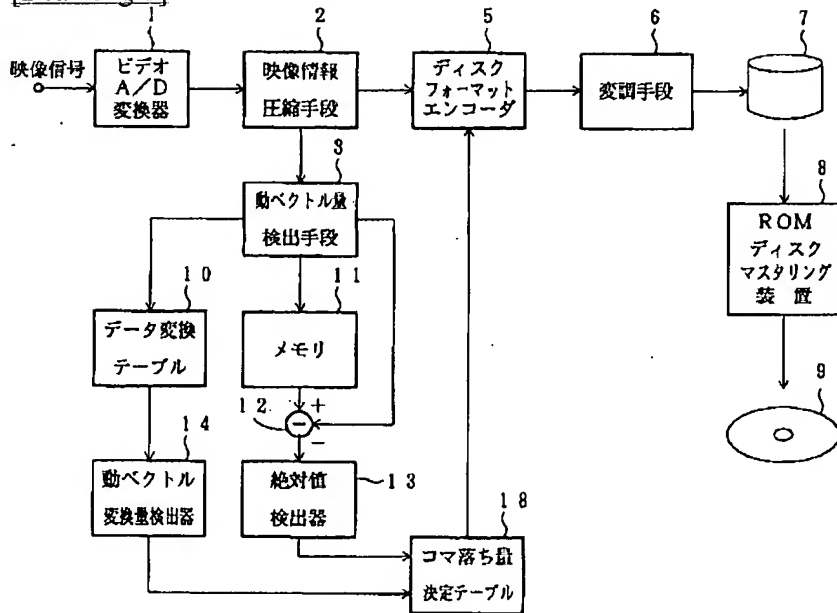 1
2
5
6
7
映像信号
ビデオ
A/D
変換器
映像情報
圧縮手段
ディスク
フォーマット
エンコーダ
変調手段
3
動ベクトル量
検出手段
8
ROM
ディスク
マスタリング
装 置
10
データ変換
テーブル
11
メモリ
12
+
−
−
9
14
動ベクトル
変換量検出器
絶対値
検出器
13
18
コマ落ち量
決定テーブル